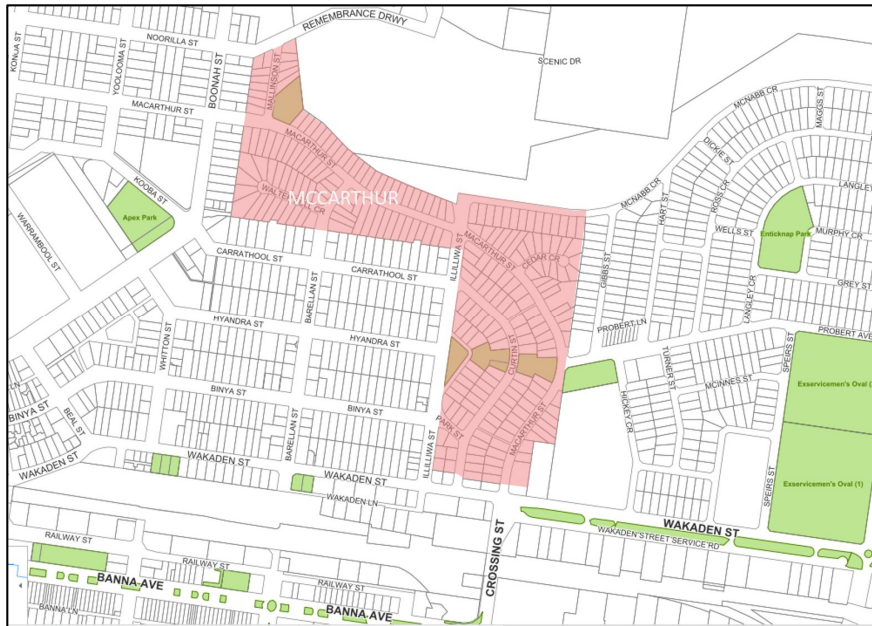 REMEMBRANCE DRWY
NOORILLA ST
KONJA ST
YOOLOOMA ST
BOONAH ST
MALLINSON ST
SCENIC DR
MACARTHUR ST
MACARTHUR ST
MCNABB CR
MAGGS ST
DICKIE ST
KOOBA ST
WALTER
CR
MCCARTHUR
MCNABB CR
HART ST
ROSE CR
LANGLEY
Apex Park
WARRAMBOOL ST
ILLILLIWA ST
MACARTHUR ST
CEDAR CR
GIBBS ST
WELLS ST
Enticknap Park
MURPHY CR
CARRATHOOL ST
CARRATHOOL ST
BARELLAN ST
LANGLEY CR
GREY ST
HYANDRA ST
HYANDRA ST
PROBERT LN
PROBERT AVE
WHITTON ST
CURTIN ST
TURNER ST
SPEIRS ST
LN
BINYA ST
BEAL ST
BINYA ST
BINYA ST
HICKEY CR
MCINNES ST
Exservicemen's Oval (
BARELLAN ST
PARK ST
MACARTHUR ST
ILLILLIWA ST
WAKADEN ST
WAKADEN ST
WAKADEN ST
WAKADEN LN
SPEIRS ST
Exservicemen's Oval (1)
WAKADEN ST
WAKADEN STREET SERVICE RD
CROSSING ST
RAILWAY ST
RAILWAY ST
RAILWAY ST
BANNA AVE
BANNA LN
BANNA AVE